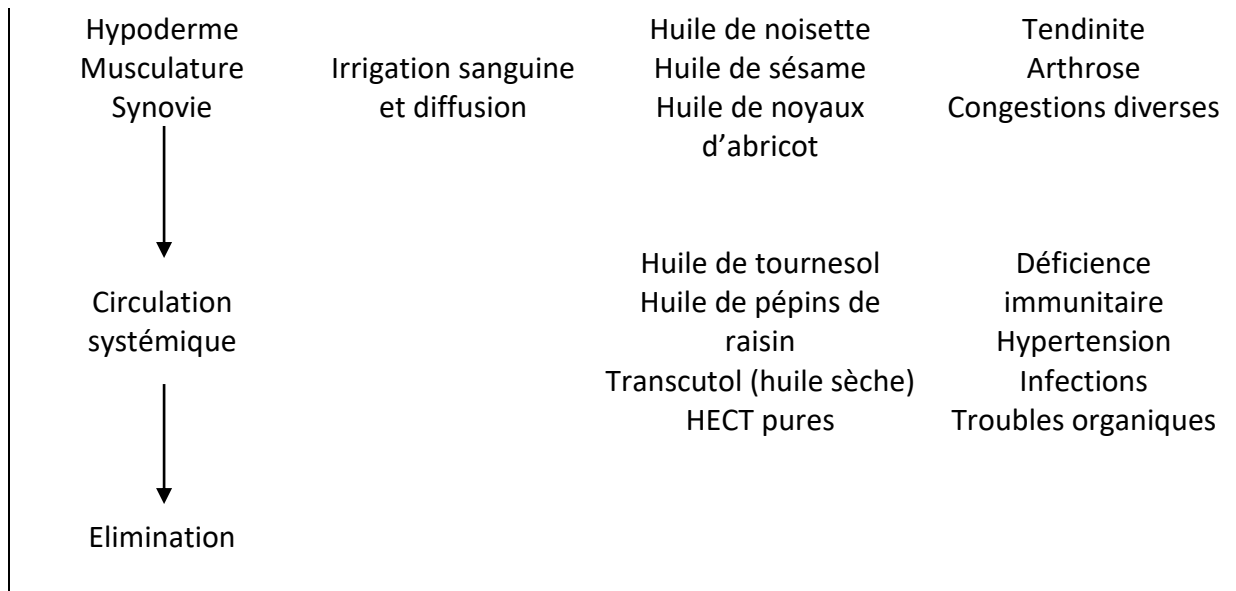 Hypoderme
Musculature
Synovie
Irrigation sanguine
et diffusion
Huile de noisette
Huile de sésame
Huile de noyaux
d’abricot
Tendinite
Arthrose
Congestions diverses
Circulation
systémique
Huile de tournesol
Huile de pépins de
raisin
Transcutol (huile sèche)
HECT pures
Déficience
immunitaire
Hypertension
Infections
Troubles organiques
Elimination